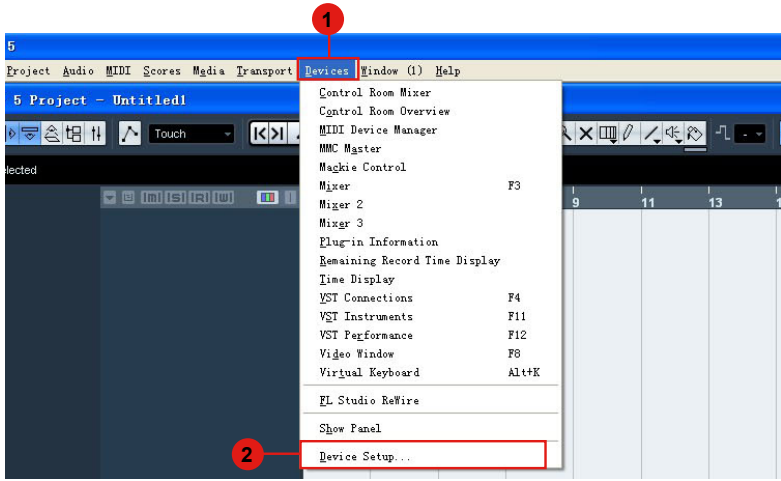 1
5
Project Audio MIDI Scores Media Transport Devices Window (1) Help
5 Project - Untitled1
Touch
lected
Control Room Mixer
Control Room Overview
MIDI Device Manager
MMC Master
Mackie Control
Mixer F3
Mixer 2
Mixer 3
Plug-in Information
Remaining Record Time Display
Time Display
VST Connections F4
VST Instruments F11
VST Performance F12
Video Window F8
Virtual Keyboard Alt+K
FL Studio ReWire
Show Panel
2
Device Setup...
[M] [S] [R] [W]
9 11 13 1